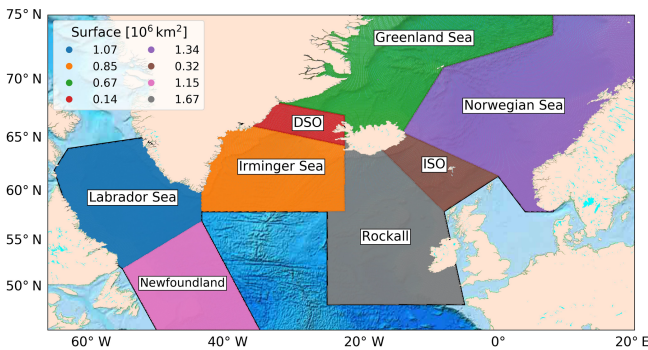 75° N
70° N
65° N
60° N
55° N
50° N
Surface [10⁶ km²]
1.07
0.85
0.67
0.14
1.34
0.32
1.15
1.67
Greenland Sea
Norwegian Sea
DSO
Irminger Sea
ISO
Labrador Sea
Rockall
Newfoundland
60° W
40° W
20° W
0°
20° E